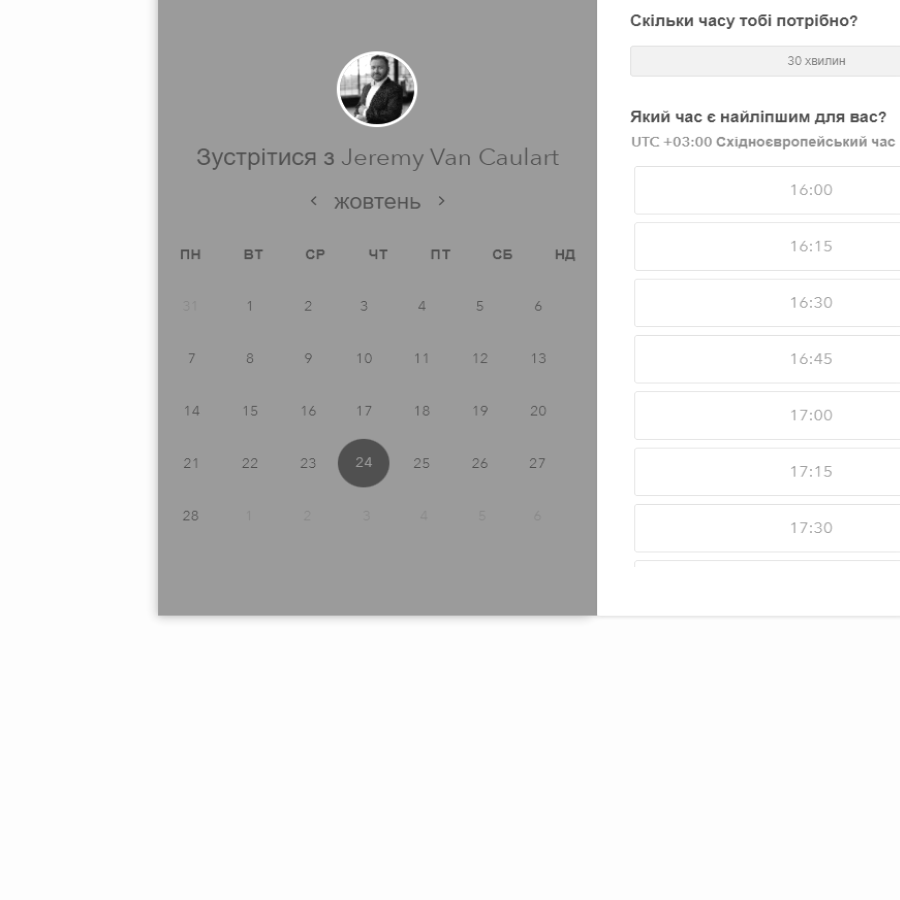 Зустрітися з Jeremy Van Caulart
жовтень
ПН ВТ СР ЧТ ПТ СБ НД
31 1 2 3 4 5 6
7 8 9 10 11 12 13
14 15 16 17 18 19 20
21 22 23 24 25 26 27
28 1 2 3 4 5 6
Скільки часу тобі потрібно?
30 хвилин
Який час є найліпшим для вас?
UTC +03:00 Східноєвропейський час
16:00
16:15
16:30
16:45
17:00
17:15
17:30